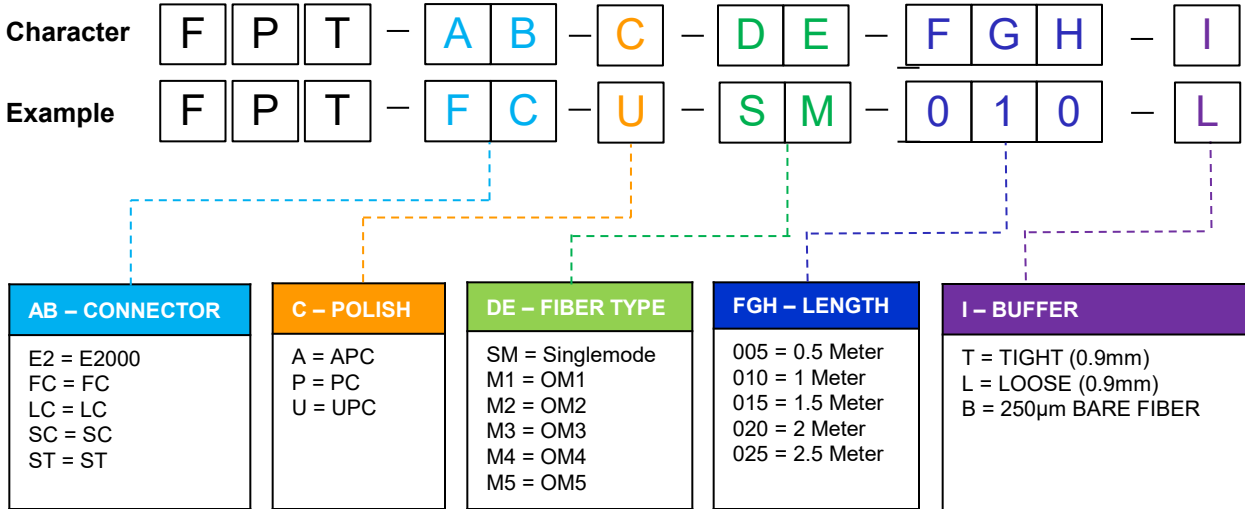 Character F P T – A B – C – D E – F G H – I
Example F P T – F C – U – S M – 0 1 0 – L
AB – CONNECTOR
E2 = E2000
FC = FC
LC = LC
SC = SC
ST = ST
C – POLISH
A = APC
P = PC
U = UPC
DE – FIBER TYPE
SM = Singlemode
M1 = OM1
M2 = OM2
M3 = OM3
M4 = OM4
M5 = OM5
FGH – LENGTH
005 = 0.5 Meter
010 = 1 Meter
015 = 1.5 Meter
020 = 2 Meter
025 = 2.5 Meter
I – BUFFER
T = TIGHT (0.9mm)
L = LOOSE (0.9mm)
B = 250µm BARE FIBER